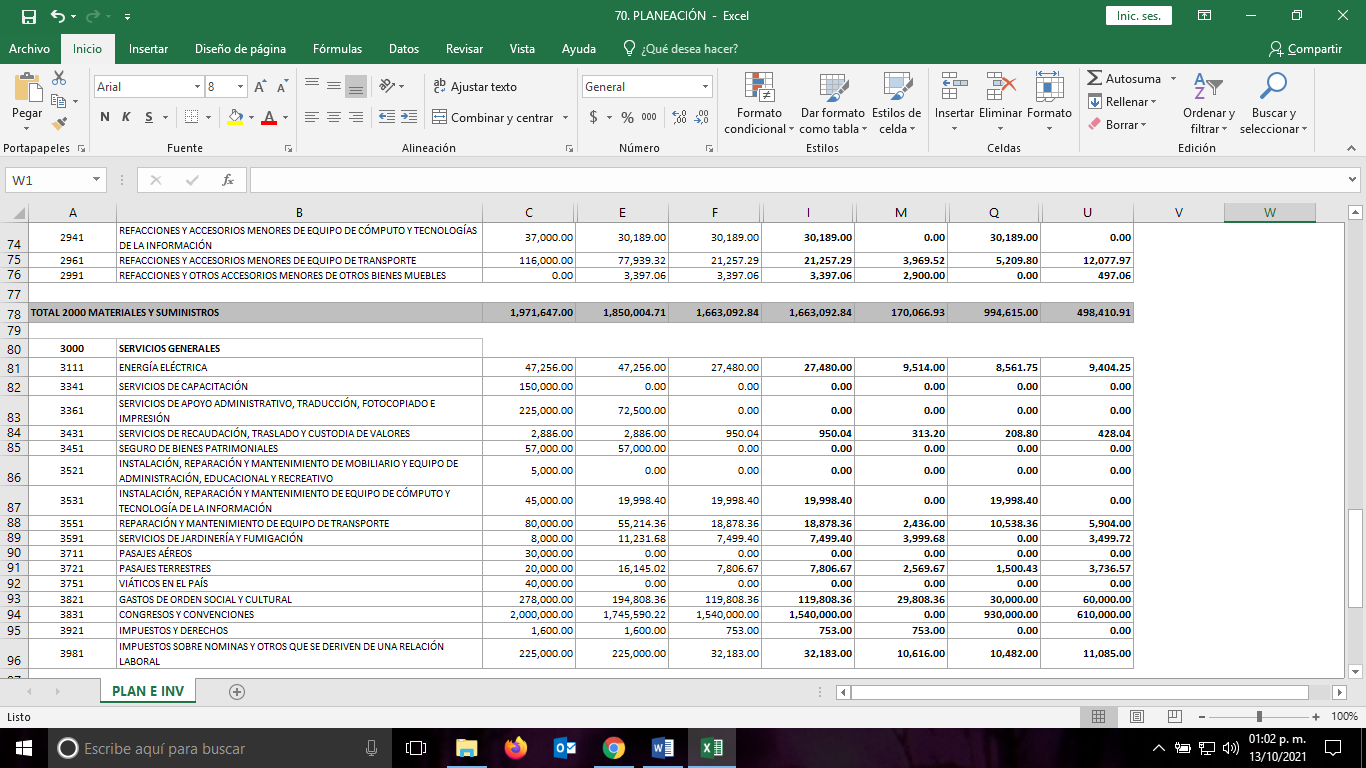 70. PLANEACIÓN - Excel
Inic. ses.
Archivo Inicio Insertar Diseño de página Fórmulas Datos Revisar Vista Ayuda ¿Qué desea hacer? Compartir
Pegar
Arial 8
N K S
Ajustar texto
Combinar y centrar
General
$ % 000
Formato condicional
Dar formato como tabla
Estilos de celda
Insertar Eliminar Formato
Autosuma
Rellenar
Borrar
Ordenar y filtrar
Buscar y seleccionar
Portapapeles Fuente Alineación Número Estilos Celdas Edición
W1 fx
A B C E F I M Q U V W
74 2941 REFACCIONES Y ACCESORIOS MENORES DE EQUIPO DE CÓMPUTO Y TECNOLOGÍAS
DE LA INFORMACIÓN 37,000.00 30,189.00 30,189.00 30,189.00 0.00 30,189.00 0.00
75 2961 REFACCIONES Y ACCESORIOS MENORES DE EQUIPO DE TRANSPORTE 116,000.00 77,939.32 21,257.29 21,257.29 3,969.52 5,209.80 12,077.97
76 2991 REFACCIONES Y OTROS ACCESORIOS MENORES DE OTROS BIENES MUEBLES 0.00 3,397.06 3,397.06 3,397.06 2,900.00 0.00 497.06
77
78 TOTAL 2000 MATERIALES Y SUMINISTROS 1,971,647.00 1,850,004.71 1,663,092.84 1,663,092.84 170,066.93 994,615.00 498,410.91
79
80 3000 SERVICIOS GENERALES
81 3111 ENERGÍA ELÉCTRICA 47,256.00 47,256.00 27,480.00 27,480.00 9,514.00 8,561.75 9,404.25
82 3341 SERVICIOS DE CAPACITACIÓN 150,000.00 0.00 0.00 0.00 0.00 0.00 0.00
83 3361 SERVICIOS DE APOYO ADMINISTRATIVO, TRADUCCIÓN, FOTOCOPIADO E
IMPRESIÓN 225,000.00 72,500.00 0.00 0.00 0.00 0.00 0.00
84 3431 SERVICIOS DE RECAUDACIÓN, TRASLADO Y CUSTODIA DE VALORES 2,886.00 2,886.00 950.04 950.04 313.20 208.80 428.04
85 3451 SEGURO DE BIENES PATRIMONIALES 57,000.00 57,000.00 0.00 0.00 0.00 0.00 0.00
86 3521 INSTALACIÓN, REPARACIÓN Y MANTENIMIENTO DE MOBILIARIO Y EQUIPO DE
ADMINISTRACIÓN, EDUCACIONAL Y RECREATIVO 5,000.00 0.00 0.00 0.00 0.00 0.00 0.00
87 3531 INSTALACIÓN, REPARACIÓN Y MANTENIMIENTO DE EQUIPO DE CÓMPUTO Y
TECNOLOGÍA DE LA INFORMACIÓN 45,000.00 19,998.40 19,998.40 19,998.40 0.00 19,998.40 0.00
88 3551 REPARACIÓN Y MANTENIMIENTO DE EQUIPO DE TRANSPORTE 80,000.00 55,214.36 18,878.36 18,878.36 2,436.00 10,538.36 5,904.00
89 3591 SERVICIOS DE JARDINERÍA Y FUMIGACIÓN 8,000.00 11,231.68 7,499.40 7,499.40 3,999.68 0.00 3,499.72
90 3711 PASAJES AÉREOS 30,000.00 0.00 0.00 0.00 0.00 0.00 0.00
91 3721 PASAJES TERRESTRES 20,000.00 16,145.02 7,806.67 7,806.67 2,569.67 1,500.43 3,736.57
92 3751 VIÁTICOS EN EL PAÍS 40,000.00 0.00 0.00 0.00 0.00 0.00 0.00
93 3821 GASTOS DE ORDEN SOCIAL Y CULTURAL 278,000.00 194,808.36 119,808.36 119,808.36 29,808.36 30,000.00 60,000.00
94 3831 CONGRESOS Y CONVENCIONES 2,000,000.00 1,745,590.22 1,540,000.00 1,540,000.00 0.00 930,000.00 610,000.00
95 3921 IMPUESTOS Y DERECHOS 1,600.00 1,600.00 753.00 753.00 753.00 0.00 0.00
96 3981 IMPUESTOS SOBRE NOMINAS Y OTROS QUE SE DERIVEN DE UNA RELACIÓN
LABORAL 225,000.00 225,000.00 32,183.00 32,183.00 10,616.00 10,482.00 11,085.00
PLAN E INV
Listo 100%
Escribe aquí para buscar
01:02 p. m.
13/10/2021